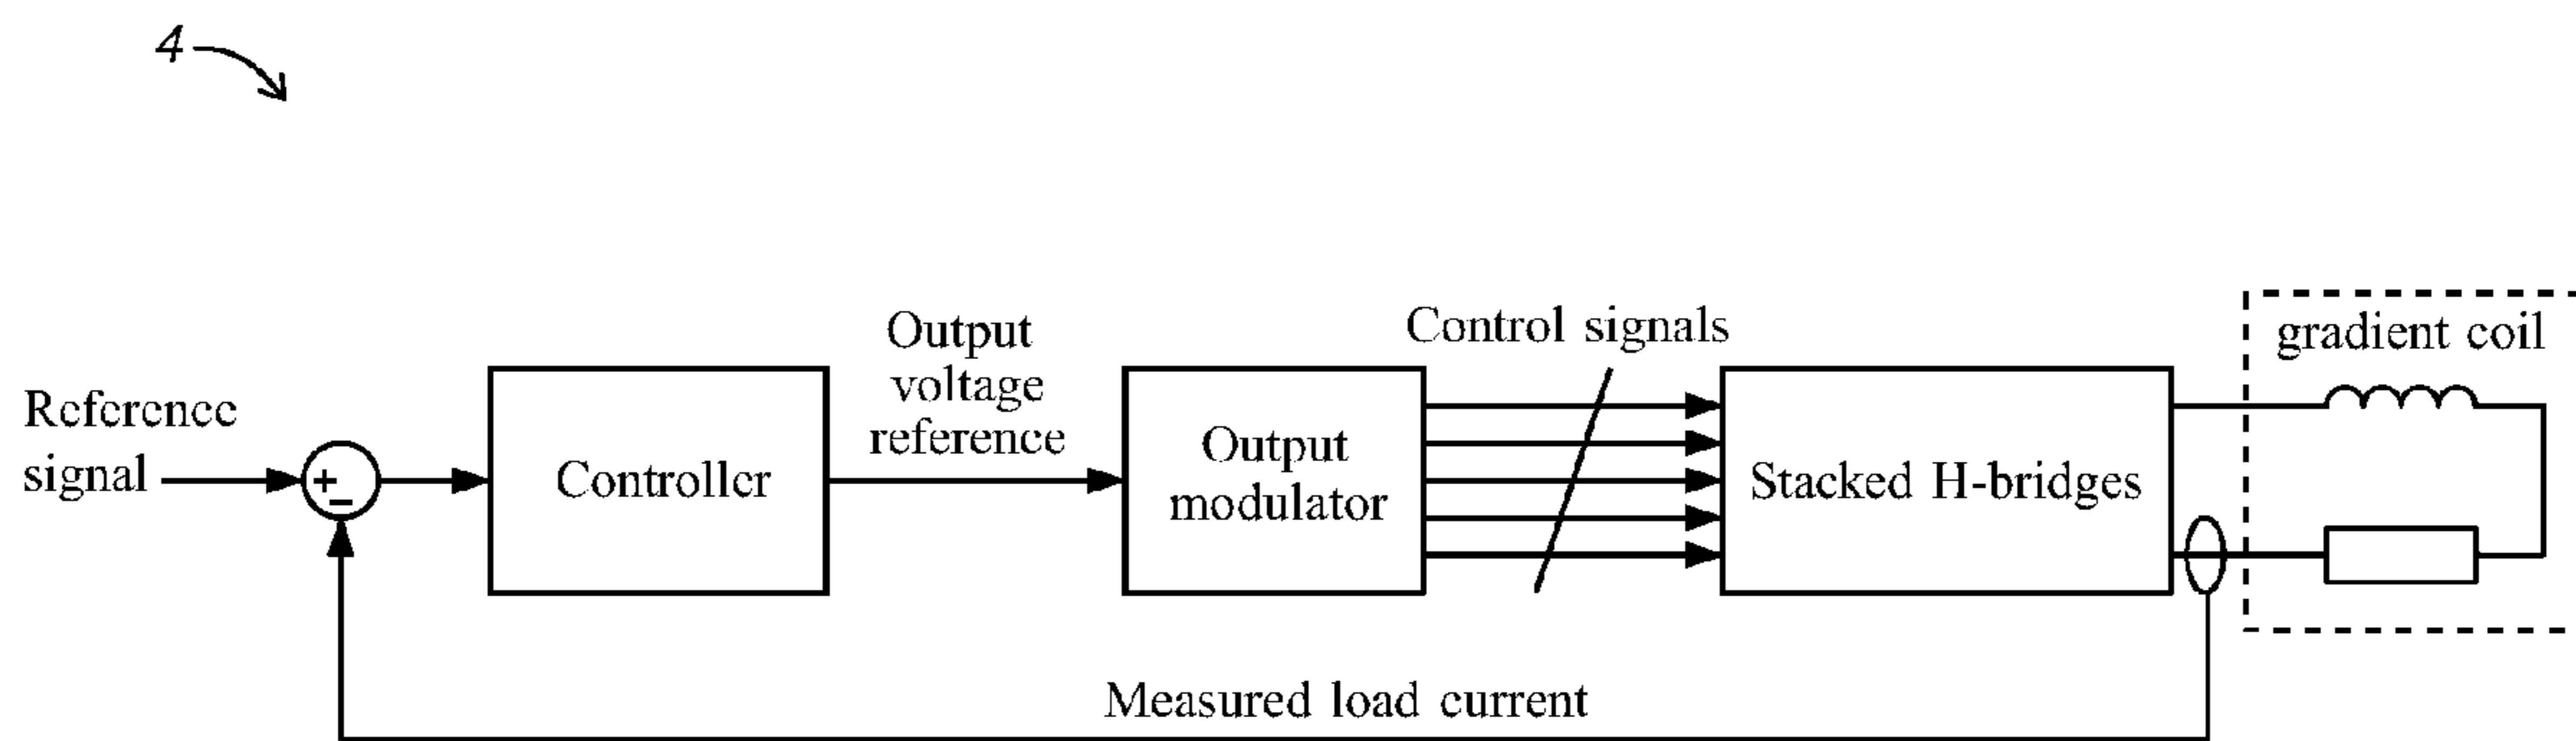 4
Output
voltage
reference
Control signals
gradient coil
Reference
signal
+
−
Controller
Output
modulator
Stacked H-bridges
Measured load current